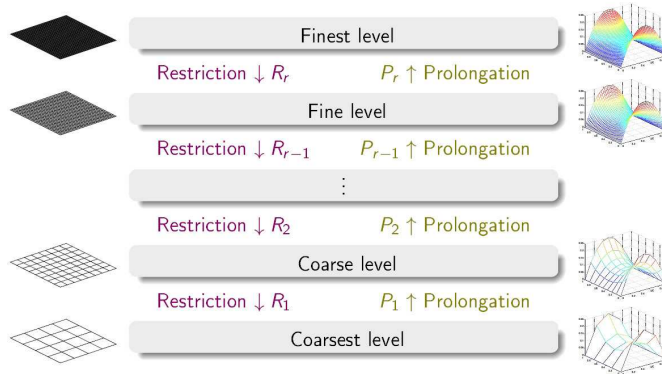 Finest level
Restriction ↓ R_r P_r ↑ Prolongation
Fine level
Restriction ↓ R_{r−1} P_{r−1} ↑ Prolongation
⋮
Restriction ↓ R_2 P_2 ↑ Prolongation
Coarse level
Restriction ↓ R_1 P_1 ↑ Prolongation
Coarsest level